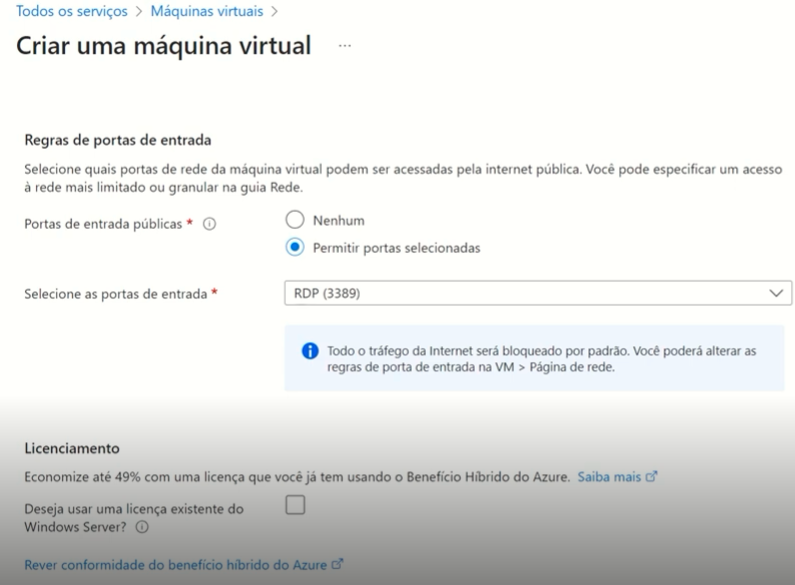 Todos os serviços > Máquinas virtuais >
Criar uma máquina virtual ...
Regras de portas de entrada
Selecione quais portas de rede da máquina virtual podem ser acessadas pela internet pública. Você pode especificar um acesso
à rede mais limitado ou granular na guia Rede.
Portas de entrada públicas *
Nenhum
Permitir portas selecionadas
Selecione as portas de entrada *
RDP (3389)
Todo o tráfego da Internet será bloqueado por padrão. Você poderá alterar as
regras de porta de entrada na VM > Página de rede.
Licenciamento
Economize até 49% com uma licença que você já tem usando o Benefício Híbrido do Azure. Saiba mais
Deseja usar uma licença existente do
Windows Server?
Rever conformidade do benefício híbrido do Azure